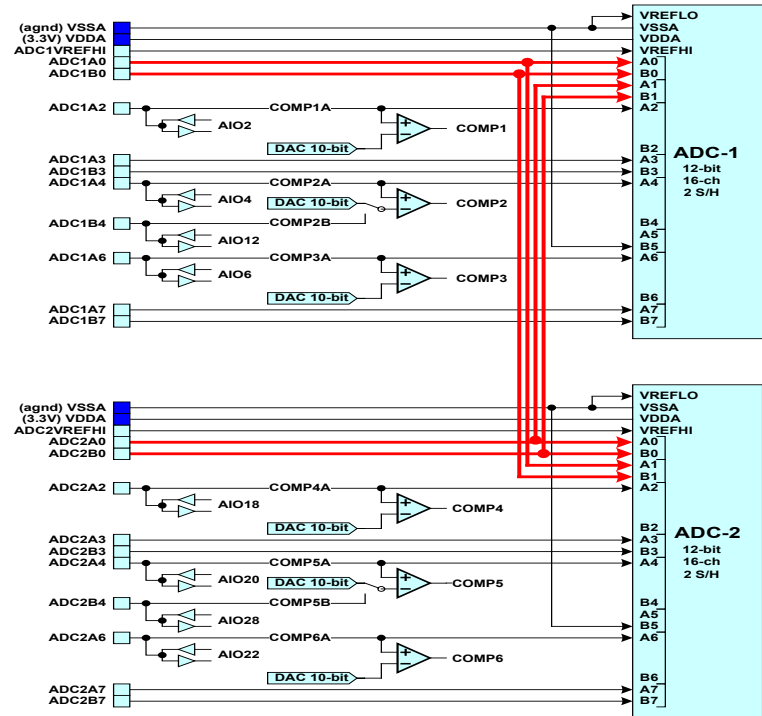 VREFLO
(agnd) VSSA VSSA
(3.3V) VDDA VDDA
ADC1VREFHI VREFHI
ADC1A0 A0
ADC1B0 B0
A1
B1
ADC1A2 COMP1A A2
AIO2
COMP1
DAC 10-bit B2
ADC-1
12-bit
16-ch
2 S/H
ADC1A3 A3
ADC1B3 B3
ADC1A4 COMP2A A4
AIO4 DAC 10-bit COMP2
ADC1B4 COMP2B B4
AIO12 A5
B5
ADC1A6 COMP3A A6
AIO6 COMP3
DAC 10-bit B6
ADC1A7 A7
ADC1B7 B7
VREFLO
(agnd) VSSA VSSA
(3.3V) VDDA VDDA
ADC2VREFHI VREFHI
ADC2A0 A0
ADC2B0 B0
A1
B1
ADC2A2 COMP4A A2
AIO18 COMP4
DAC 10-bit B2
ADC-2
12-bit
16-ch
2 S/H
ADC2A3 A3
ADC2B3 B3
ADC2A4 COMP5A A4
AIO20 DAC 10-bit COMP5
ADC2B4 COMP5B B4
AIO28 A5
B5
ADC2A6 COMP6A A6
AIO22 COMP6
DAC 10-bit B6
ADC2A7 A7
ADC2B7 B7